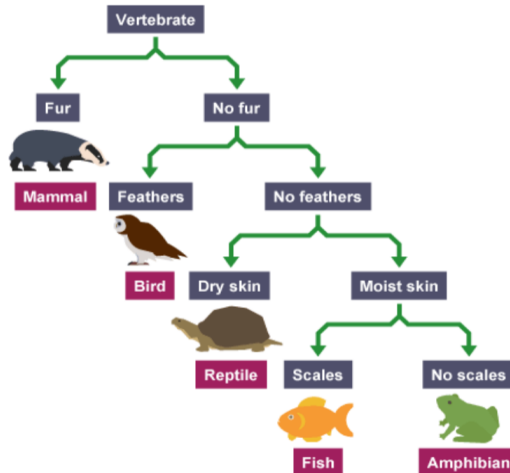 Vertebrate
Fur
No fur
Mammal
Feathers
No feathers
Bird
Dry skin
Moist skin
Reptile
Scales
No scales
Fish
Amphibian